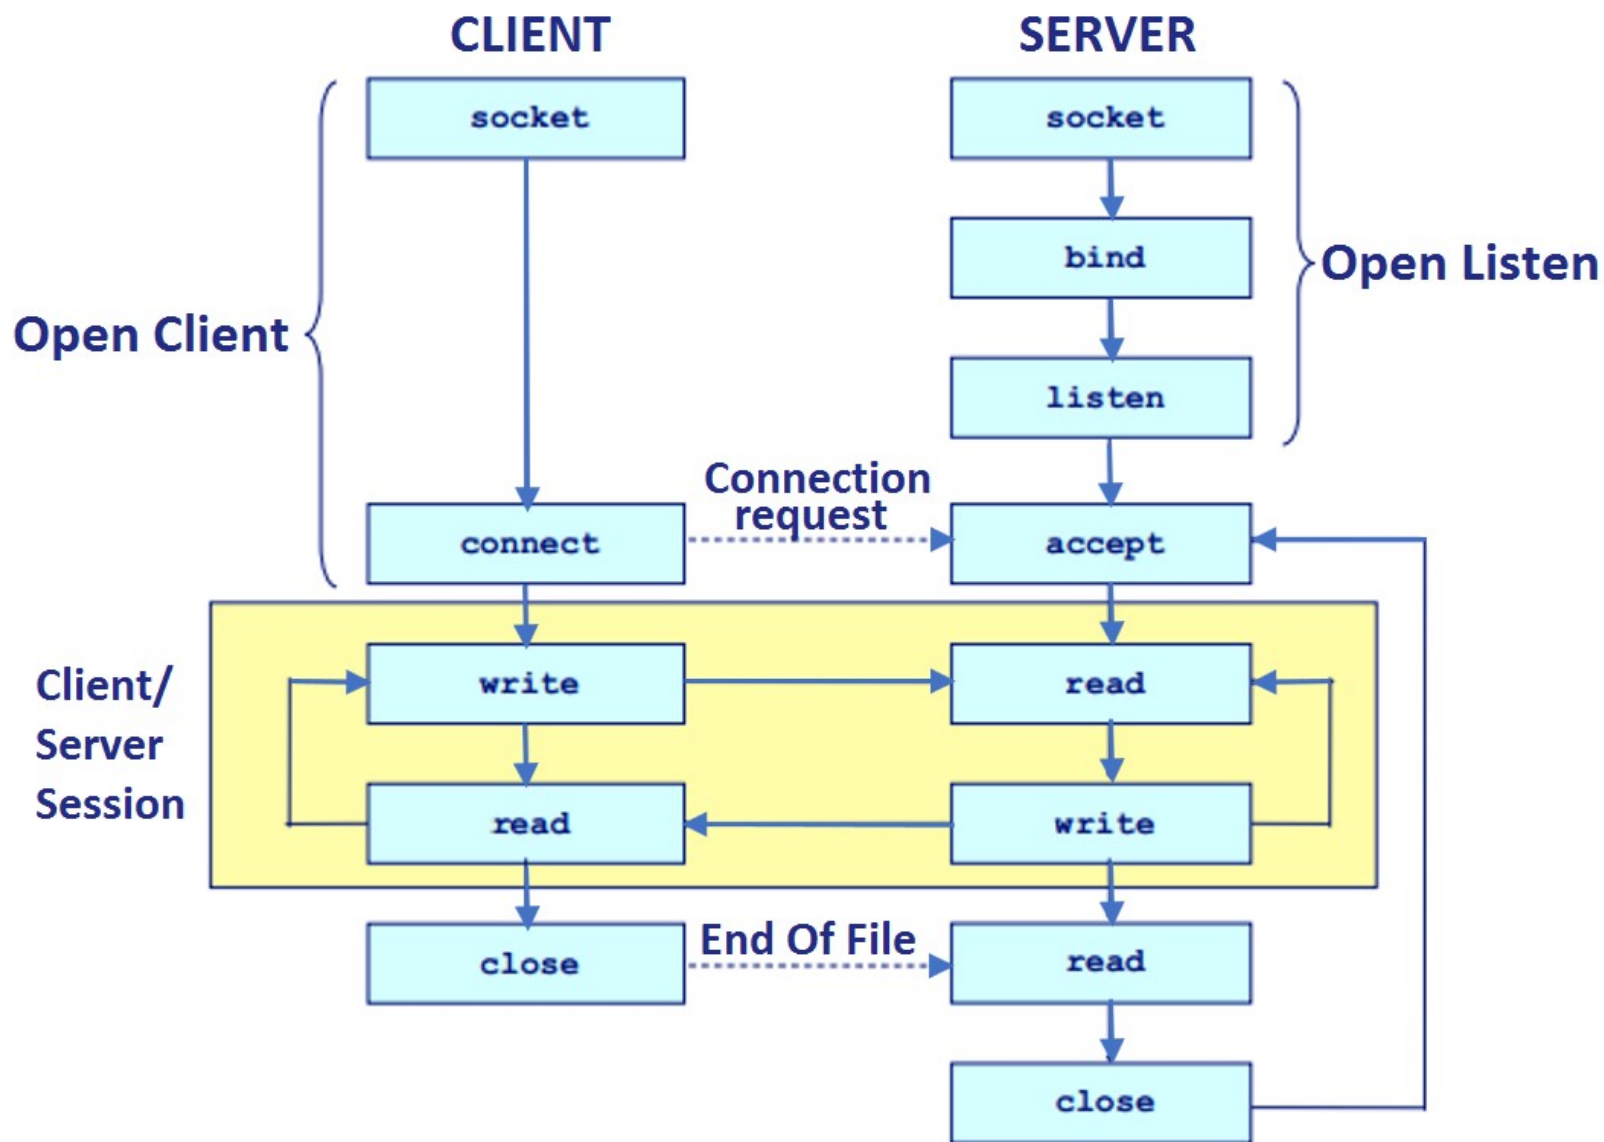 CLIENT
SERVER
socket
socket
bind
Open Listen
Open Client
listen
Connection
request
connect
accept
Client/
Server
Session
write
read
read
write
End Of File
close
read
close